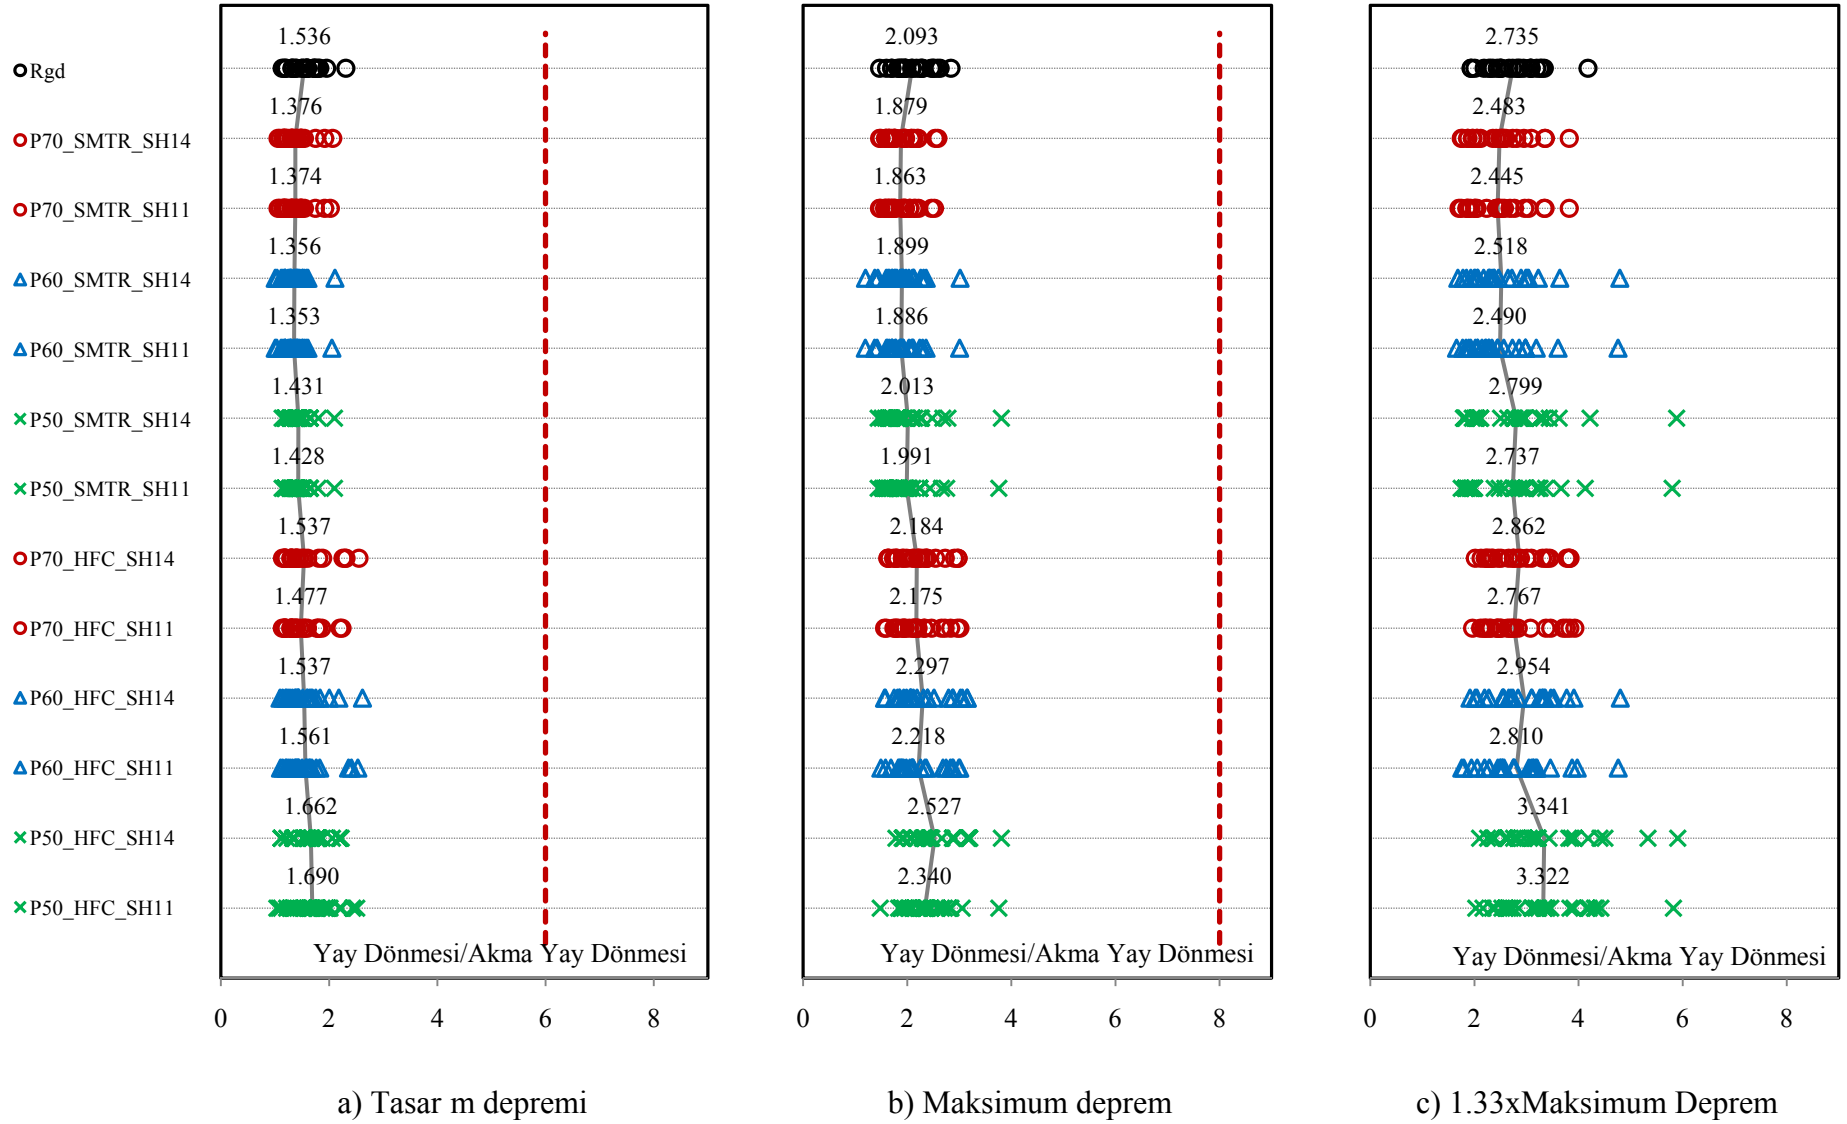 1.536 2.093 2.735
Rgd
1.376 1.879 2.483
P70_SMTR_SH14
1.374 1.863 2.445
P70_SMTR_SH11
1.356 1.899 2.518
P60_SMTR_SH14
1.353 1.886 2.490
P60_SMTR_SH11
1.431 2.013 2.799
P50_SMTR_SH14
1.428 1.991 2.737
P50_SMTR_SH11
1.537 2.184 2.862
P70_HFC_SH14
1.477 2.175 2.767
P70_HFC_SH11
1.537 2.297 2.954
P60_HFC_SH14
1.561 2.218 2.810
P60_HFC_SH11
1.662 2.527 3.341
P50_HFC_SH14
1.690 2.340 3.322
P50_HFC_SH11
Yay Dönmesi/Akma Yay Dönmesi Yay Dönmesi/Akma Yay Dönmesi Yay Dönmesi/Akma Yay Dönmesi
0 2 4 6 8 0 2 4 6 8 0 2 4 6 8
a) Tasar m depremi b) Maksimum deprem c) 1.33xMaksimum Deprem